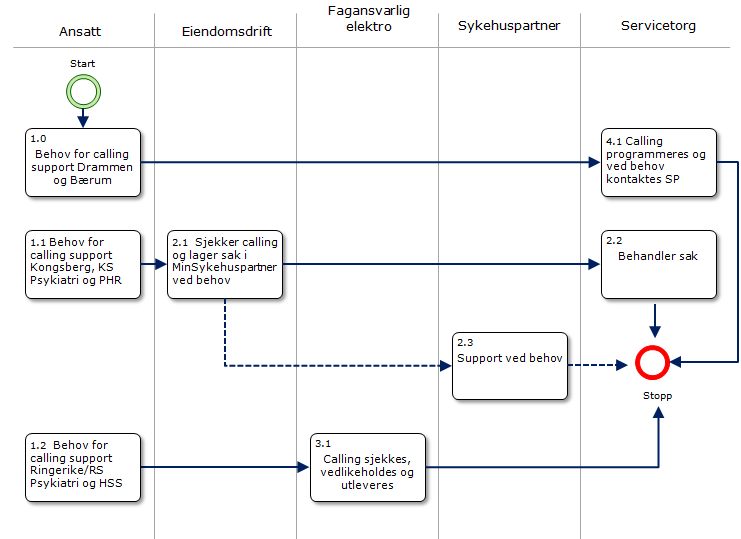 Ansatt
Eiendomsdrift
Fagansvarlig
elektro
Sykehuspartner
Servicetorg
Start
1.0
Behov for calling
support Drammen
og Bærum
4.1 Calling
programmeres og
ved behov
kontaktes SP
1.1 Behov for
calling support
Kongsberg, KS
Psykiatri og PHR
2.1 Sjekker calling
og lager sak i
MinSykehuspartner
ved behov
2.2
Behandler sak
2.3
Support ved behov
Stopp
1.2 Behov for
calling support
Ringerike/RS
Psykiatri og HSS
3.1
Calling sjekkes,
vedlikeholdes og
utleveres